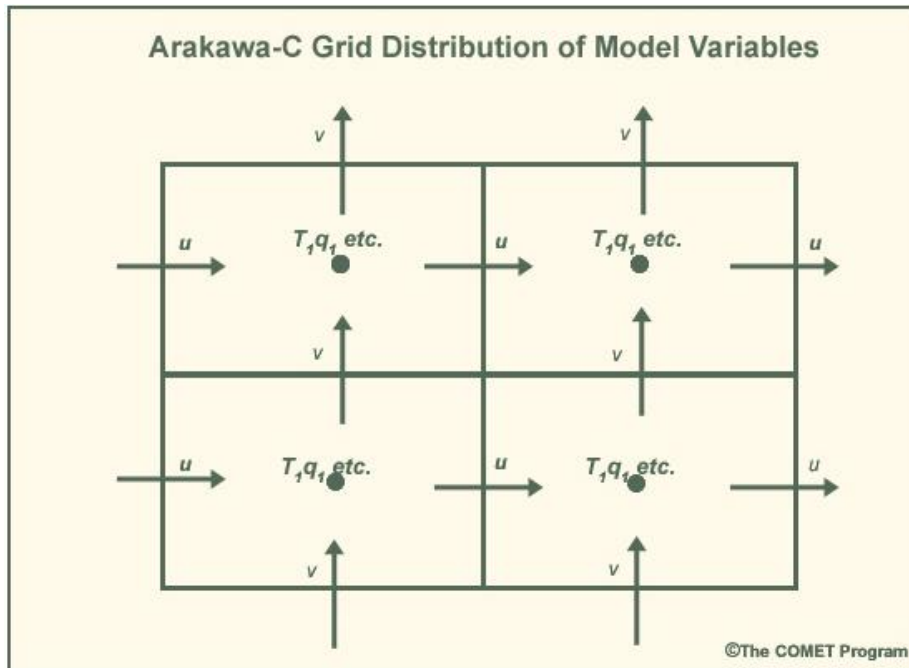 Arakawa-C Grid Distribution of Model Variables
v v
u T₁q₁ etc. u T₁q₁ etc. u
v v
u T₁q₁ etc. u T₁q₁ etc. u
v v
©The COMET Program